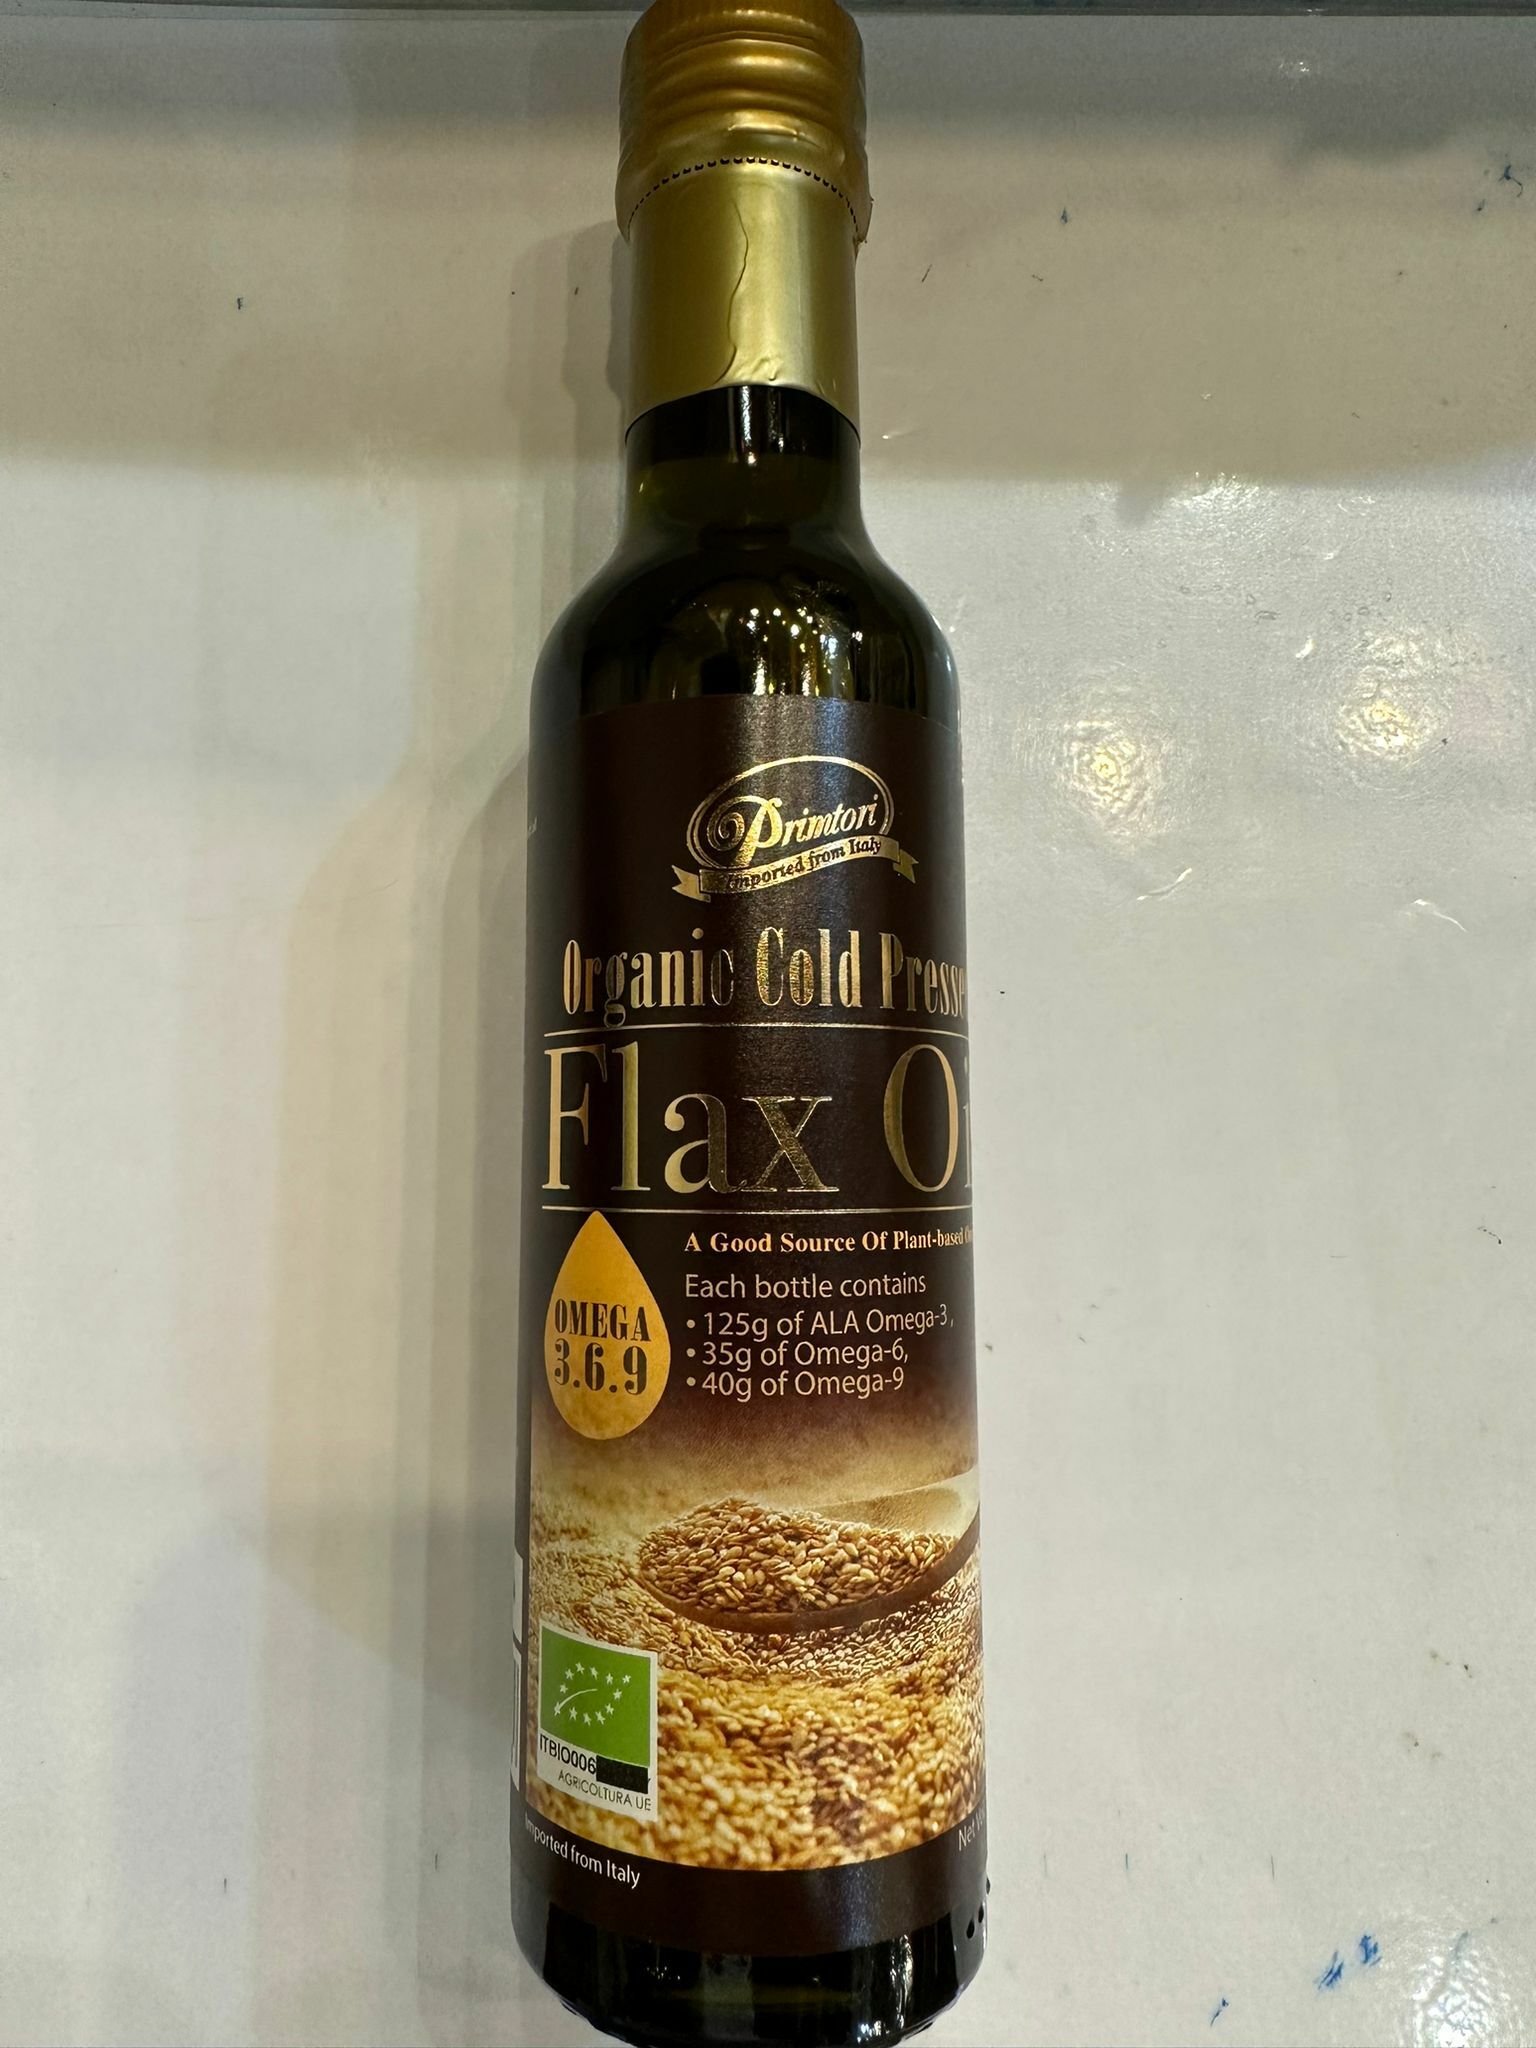 Primtori
Imported from Italy
Organic Cold Presse
Flax Oi
A Good Source Of Plant-based
OMEGA
3.6.9
Each bottle contains
• 125g of ALA Omega-3,
• 35g of Omega-6,
• 40g of Omega-9
ITBIO006
AGRICOLTURA UE
Imported from Italy
Net